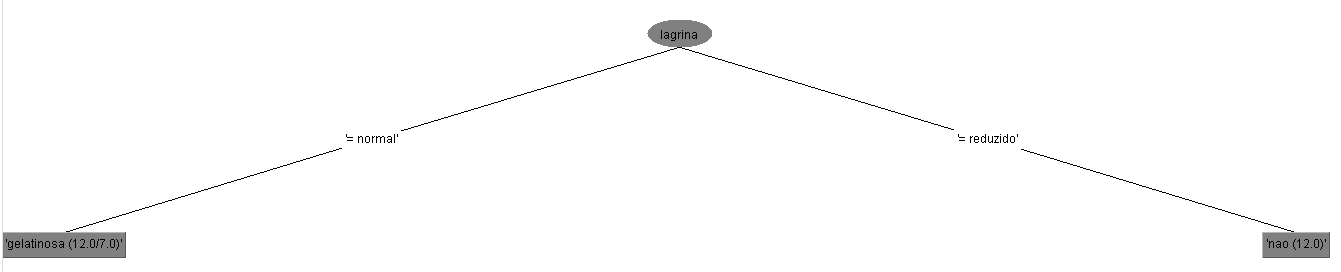 lagrina
'= normal'
'= reduzido'
'gelatinosa (12.0/7.0)'
'nao (12.0)'